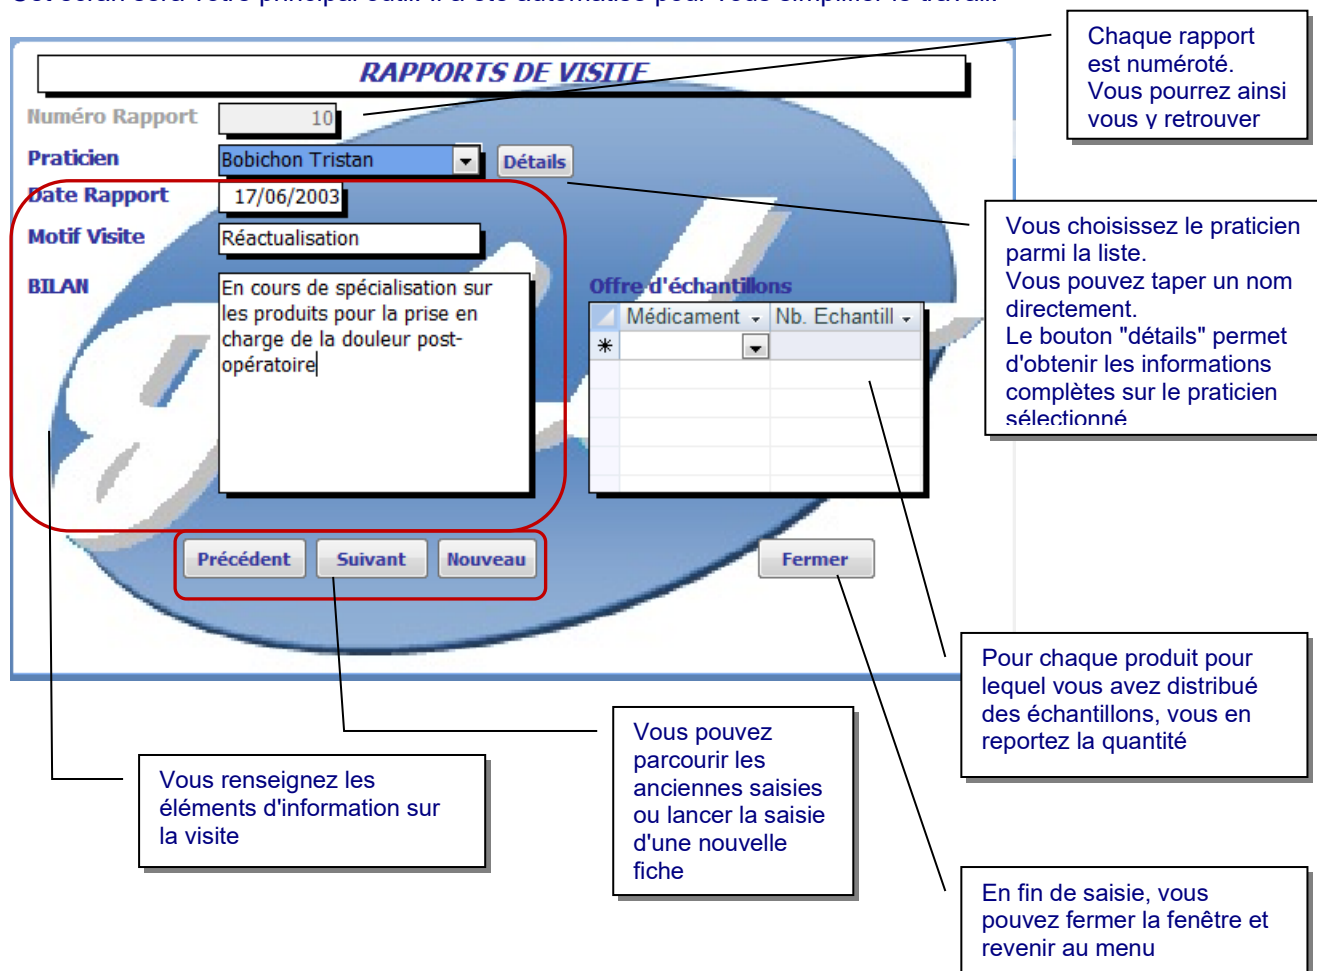 RAPPORTS DE VISITE
Chaque rapport
est numéroté.
Vous pourrez ainsi
vous y retrouver
Numéro Rapport 10
Praticien Bobichon Tristan Détails
Date Rapport 17/06/2003
Motif Visite Réactualisation
BILAN
En cours de spécialisation sur
les produits pour la prise en
charge de la douleur post-
opératoire
Offre d'échantillons
Médicament Nb. Echantill
Vous choisissez le praticien
parmi la liste.
Vous pouvez taper un nom
directement.
Le bouton "détails" permet
d'obtenir les informations
complètes sur le praticien
sélectionné
Précédent Suivant Nouveau Fermer
Pour chaque produit pour
lequel vous avez distribué
des échantillons, vous en
reportez la quantité
Vous pouvez
parcourir les
anciennes saisies
ou lancer la saisie
d'une nouvelle
fiche
Vous renseignez les
éléments d'information sur
la visite
En fin de saisie, vous
pouvez fermer la fenêtre et
revenir au menu